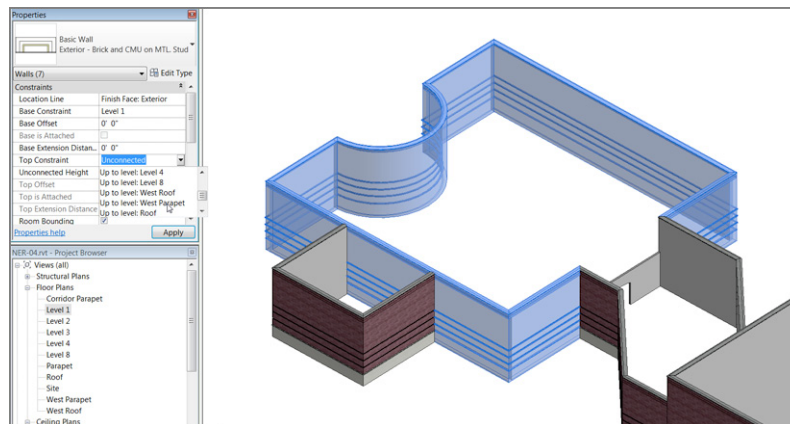 Properties
Basic Wall
Exterior - Brick and CMU on MTL. Stud
Walls (7) Edit Type
Constraints
Location Line Finish Face: Exterior
Base Constraint Level 1
Base Offset 0' 0"
Base is Attached
Base Extension Distan... 0' 0"
Top Constraint Unconnected
Unconnected Height Up to level: Level 4
Top Offset Up to level: Level 8
Top is Attached Up to level: West Roof
Top Extension Distance Up to level: West Parapet
Room Bounding Up to level: Roof
Properties help Apply
NER-04.rvt - Project Browser
Views (all)
Structural Plans
Floor Plans
Corridor Parapet
Level 1
Level 2
Level 3
Level 4
Level 8
Parapet
Roof
Site
West Parapet
West Roof
Ceiling Plans